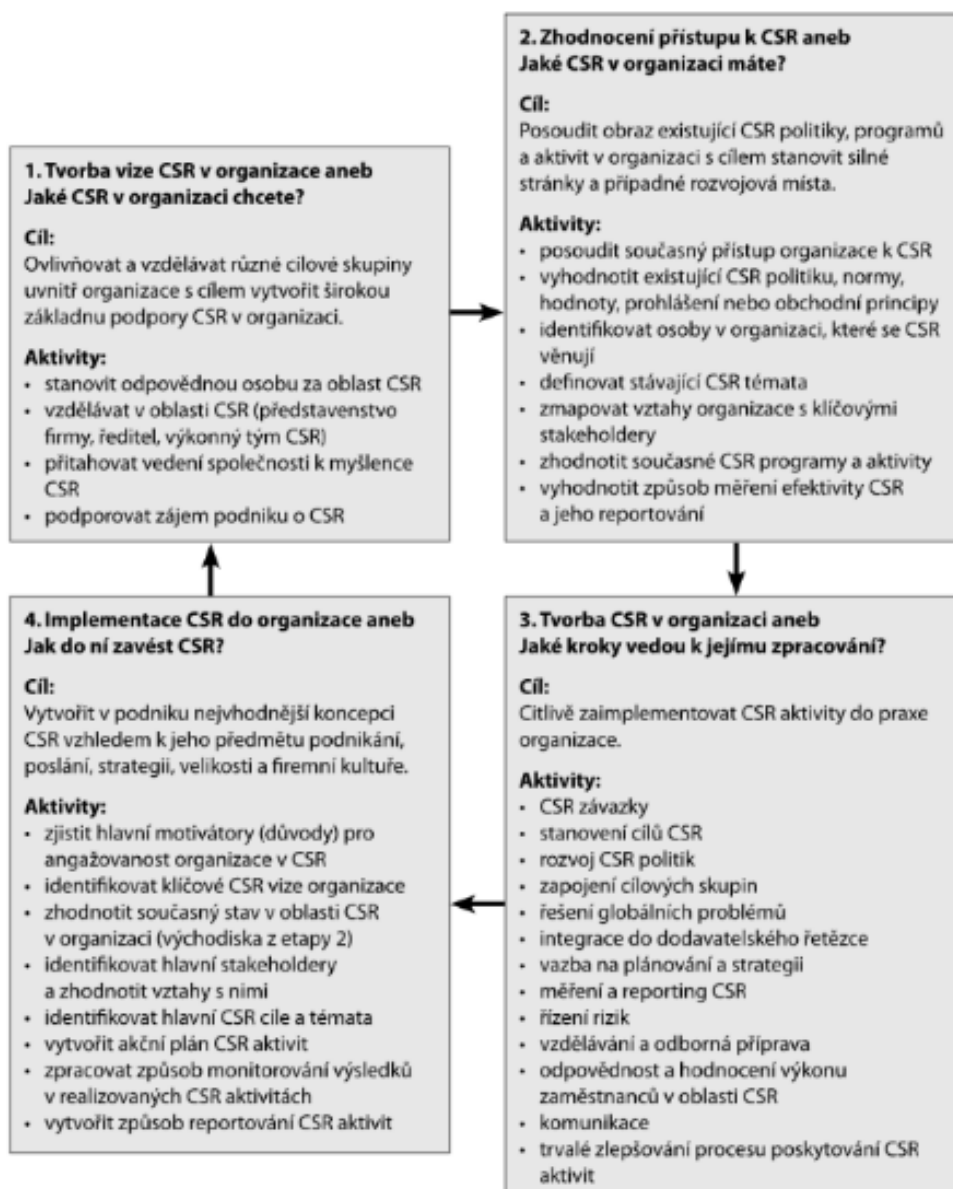 1. Tvorba vize CSR v organizace aneb
Jaké CSR v organizaci chcete?
Cíl:
Ovlivňovat a vzdělávat různé cílové skupiny
uvnitř organizace s cílem vytvořit širokou
základnu podpory CSR v organizaci.
Aktivity:
• stanovit odpovědnou osobu za oblast CSR
• vzdělávat v oblasti CSR (představenstvo
firmy, ředitel, výkonný tým CSR)
• přitahovat vedení společnosti k myšlence
CSR
• podporovat zájem podniku o CSR
2. Zhodnocení přístupu k CSR aneb
Jaké CSR v organizaci máte?
Cíl:
Posoudit obraz existující CSR politiky, programů
a aktivit v organizaci s cílem stanovit silné
stránky a případné rozvojová místa.
Aktivity:
• posoudit současný přístup organizace k CSR
• vyhodnotit existující CSR politiku, normy,
hodnoty, prohlášení nebo obchodní principy
• identifikovat osoby v organizaci, které se CSR
věnují
• definovat stávající CSR témata
• zmapovat vztahy organizace s klíčovými
stakeholdery
• zhodnotit současné CSR programy a aktivity
• vyhodnotit způsob měření efektivity CSR
a jeho reportování
3. Tvorba CSR v organizaci aneb
Jaké kroky vedou k jejímu zpracování?
Cíl:
Citlivě zaimplementovat CSR aktivity do praxe
organizace.
Aktivity:
• CSR závazky
• stanovení cílů CSR
• rozvoj CSR politik
• zapojení cílových skupin
• řešení globálních problémů
• integrace do dodavatelského řetězce
• vazba na plánování a strategii
• měření a reporting CSR
• řízení rizik
• vzdělávání a odborná příprava
• odpovědnost a hodnocení výkonu
zaměstnanců v oblasti CSR
• komunikace
• trvalé zlepšování procesu poskytování CSR
aktivit
4. Implementace CSR do organizace aneb
Jak do ní zavést CSR?
Cíl:
Vytvořit v podniku nejvhodnější koncepci
CSR vzhledem k jeho předmětu podnikání,
poslání, strategii, velikosti a firemní kultuře.
Aktivity:
• zjistit hlavní motivátory (důvody) pro
angažovanost organizace v CSR
• identifikovat klíčové CSR vize organizace
• zhodnotit současný stav v oblasti CSR
v organizaci (východiska z etapy 2)
• identifikovat hlavní stakeholdery
a zhodnotit vztahy s nimi
• identifikovat hlavní CSR cíle a témata
• vytvořit akční plán CSR aktivit
• zpracovat způsob monitorování výsledků
v realizovaných CSR aktivitách
• vytvořit způsob reportování CSR aktivit